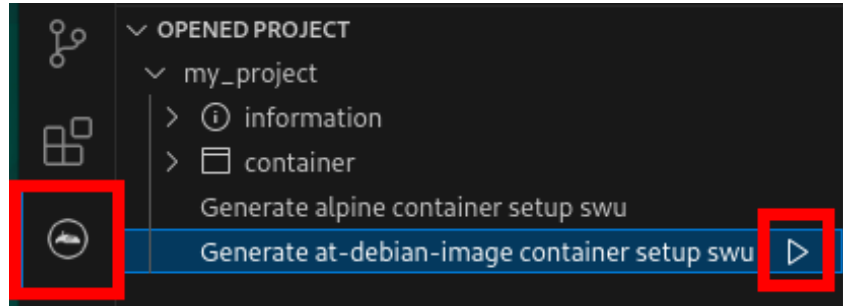 OPENED PROJECT
my_project
information
container
Generate alpine container setup swu
Generate at-debian-image container setup swu